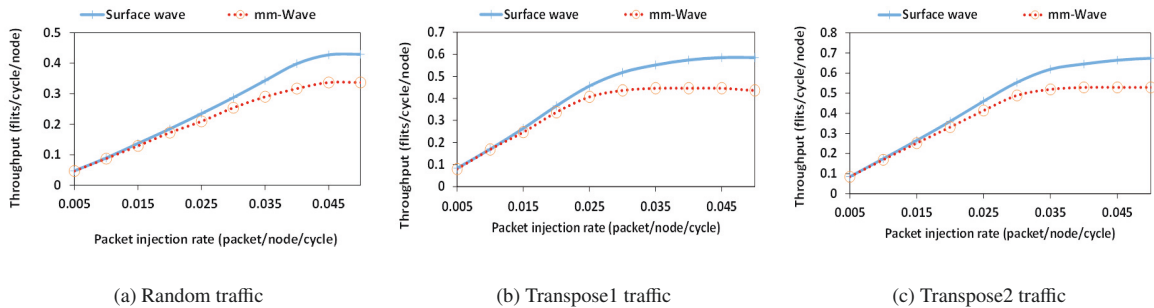 Surface wave mm-Wave
Throughput (flits/cycle/node)
0.5
0.4
0.3
0.2
0.1
0
0.005 0.015 0.025 0.035 0.045
Packet injection rate (packet/node/cycle)
(a) Random traffic
Surface wave mm-Wave
Throughput (flits/cycle/node)
0.7
0.6
0.5
0.4
0.3
0.2
0.1
0
0.005 0.015 0.025 0.035 0.045
Packet injection rate (packet/node/cycle)
(b) Transpose1 traffic
Surface wave mm-Wave
Throughput (flits/cycle/node)
0.8
0.7
0.6
0.5
0.4
0.3
0.2
0.1
0
0.005 0.015 0.025 0.035 0.045
Packet injection rate (packet/node/cycle)
(c) Transpose2 traffic